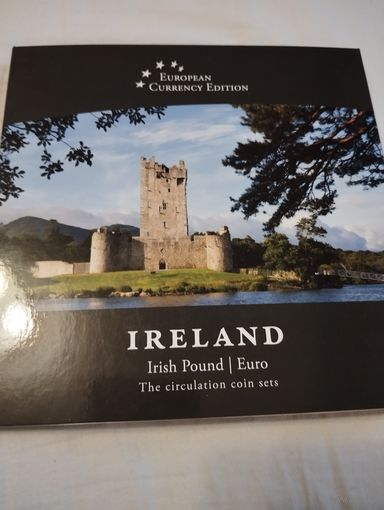 European
Currency Edition
IRELAND
Irish Pound | Euro
The circulation coin sets